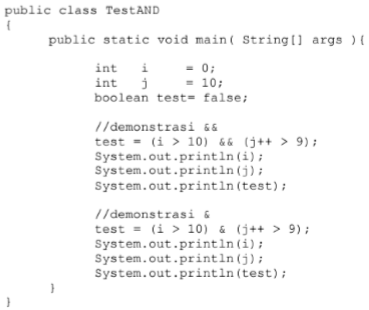 public class TestAND
{
public static void main( String[] args ){
int i = 0;
int j = 10;
boolean test= false;
//demonstrasi &&
test = (i > 10) && (j++ > 9);
System.out.println(i);
System.out.println(j);
System.out.println(test);
//demonstrasi &
test = (i > 10) & (j++ > 9);
System.out.println(i);
System.out.println(j);
System.out.println(test);
}
}